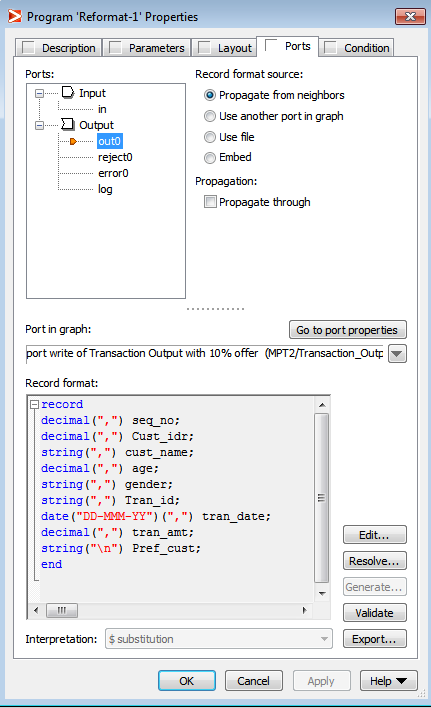 Program 'Reformat-1' Properties
Description
Parameters
Layout
Ports
Condition
Ports:
Input
in
Output
out0
reject0
error0
log
Record format source:
Propagate from neighbors
Use another port in graph
Use file
Embed
Propagation:
Propagate through
Port in graph:
Go to port properties
port write of Transaction Output with 10% offer (MPT2/Transaction_Outp
Record format:
record
decimal(",") seq_no;
decimal(",") Cust_idr;
string(",") cust_name;
decimal(",") age;
string(",") gender;
string(",") Tran_id;
date("DD-MMM-YY")(",") tran_date;
decimal(",") tran_amt;
string("\n") Pref_cust;
end
Edit...
Resolve...
Generate...
Validate
Export...
Interpretation:
$ substitution
OK
Cancel
Apply
Help